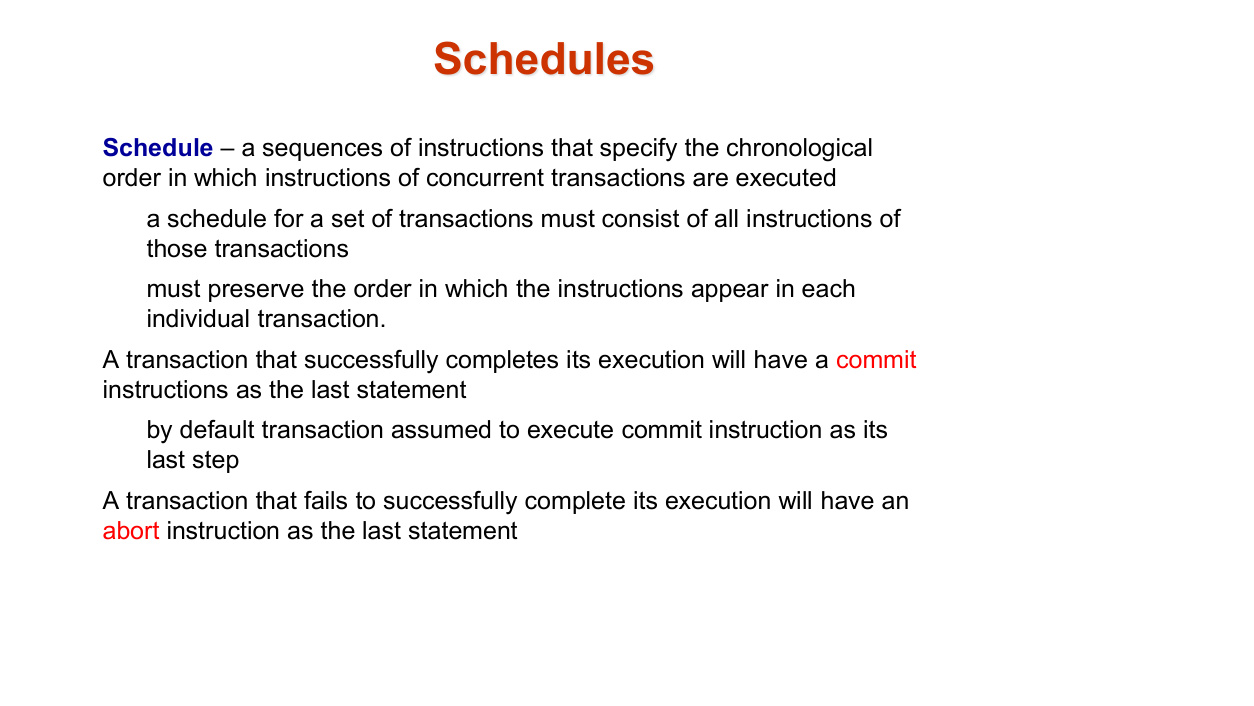 Schedules
Schedule – a sequences of instructions that specify the chronological
order in which instructions of concurrent transactions are executed
a schedule for a set of transactions must consist of all instructions of
those transactions
must preserve the order in which the instructions appear in each
individual transaction.
A transaction that successfully completes its execution will have a commit
instructions as the last statement
by default transaction assumed to execute commit instruction as its
last step
A transaction that fails to successfully complete its execution will have an
abort instruction as the last statement